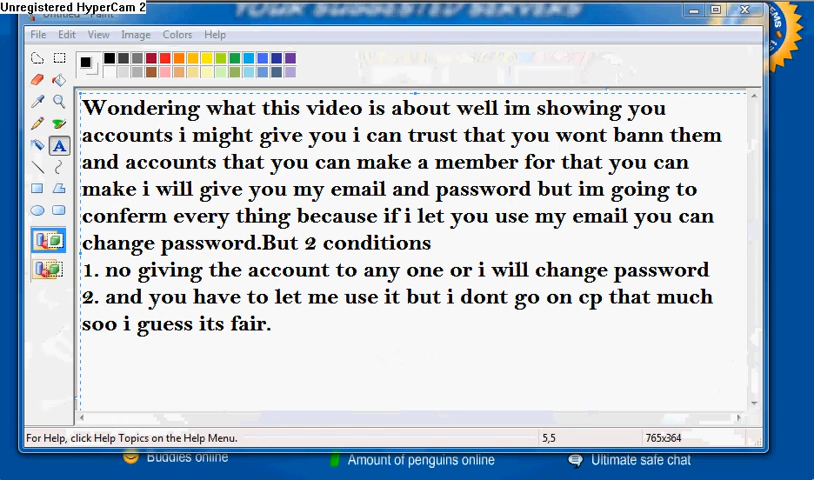 Unregistered HyperCam 2
YOUR SUGGESTED SERVERS
Untitled - Paint
File Edit View Image Colors Help
Wondering what this video is about well im showing you
accounts i might give you i can trust that you wont bann them
and accounts that you can make a member for that you can
make i will give you my email and password but im going to
conferm every thing because if i let you use my email you can
change password.But 2 conditions
1. no giving the account to any one or i will change password
2. and you have to let me use it but i dont go on cp that much
soo i guess its fair.
For Help, click Help Topics on the Help Menu. 5,5 765x364
Buddies online Amount of penguins online Ultimate safe chat